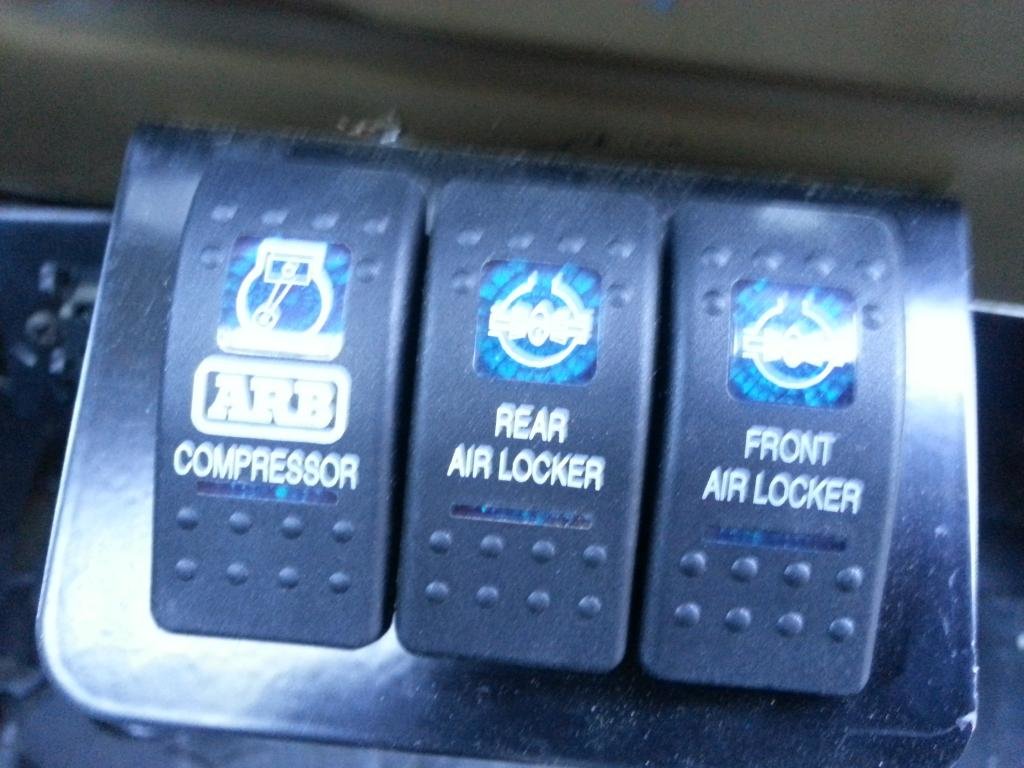 ARB
COMPRESSOR
REAR
AIR LOCKER
FRONT
AIR LOCKER